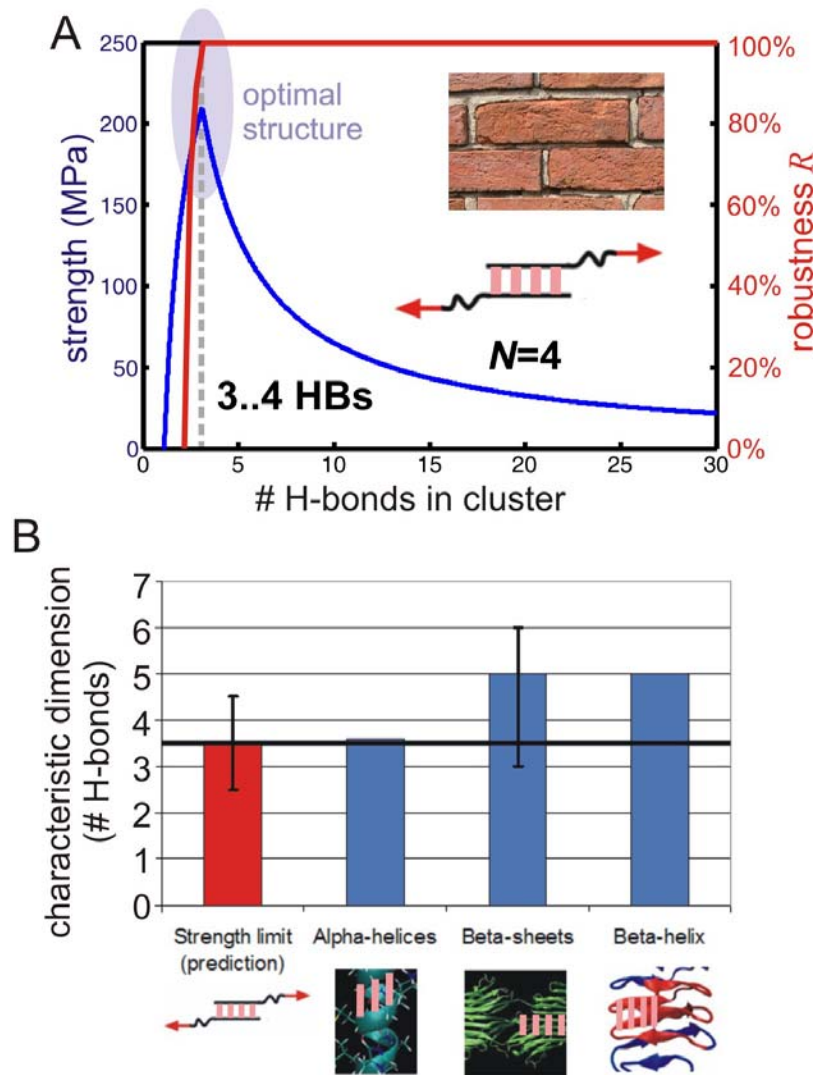 A
250
200
150
100
50
0
strength (MPa)
optimal
structure
100%
80%
60%
40%
20%
0%
robustness R
N=4
3..4 HBs
0 5 10 15 20 25 30
# H-bonds in cluster
B
characteristic dimension
(# H-bonds)
7
6
5
4
3
2
1
0
Strength limit
(prediction)
Alpha-helices
Beta-sheets
Beta-helix